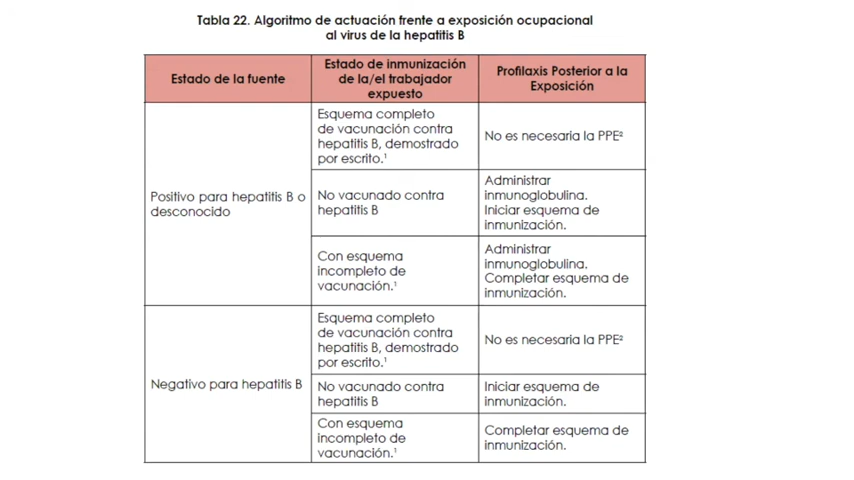 Tabla 22. Algoritmo de actuación frente a exposición ocupacional
al virus de la hepatitis B
Estado de la fuente
Estado de inmunización
de la/el trabajador
expuesto
Profilaxis Posterior a la
Exposición
Positivo para hepatitis B o
desconocido
Esquema completo
de vacunación contra
hepatitis B, demostrado
por escrito.¹
No es necesaria la PPE²
No vacunado contra
hepatitis B
Administrar
inmunoglobulina.
Iniciar esquema de
inmunización.
Con esquema
incompleto de
vacunación.¹
Administrar
inmunoglobulina.
Completar esquema de
inmunización.
Negativo para hepatitis B
Esquema completo
de vacunación contra
hepatitis B, demostrado
por escrito.¹
No es necesaria la PPE²
No vacunado contra
hepatitis B
Iniciar esquema de
inmunización.
Con esquema
incompleto de
vacunación.¹
Completar esquema de
inmunización.